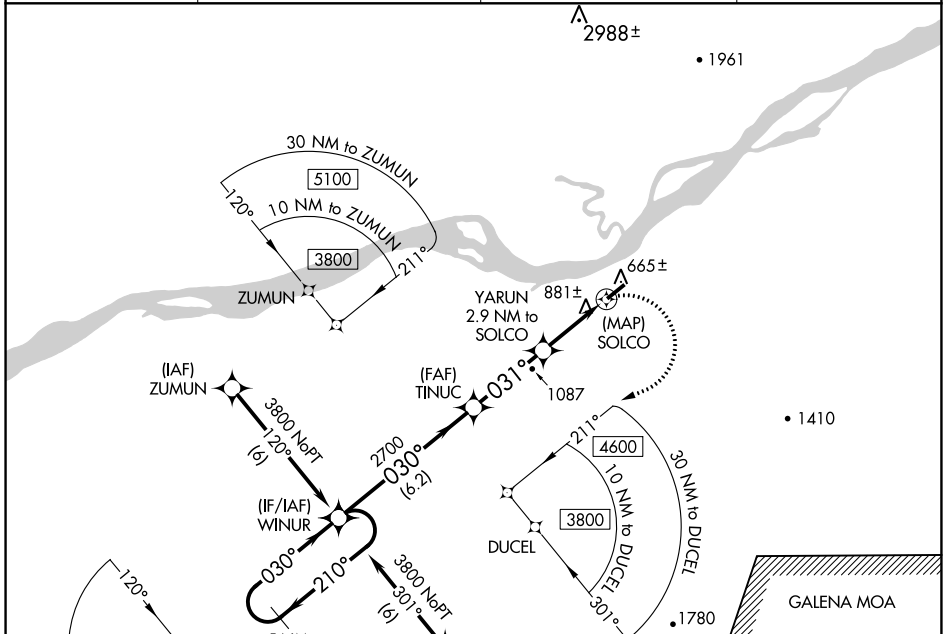 2988±
1961
30 NM to ZUMUN
5100
120°
10 NM to ZUMUN
3800
211°
ZUMUN
665±
881±
YARUN
2.9 NM to
SOLCO
(MAP)
SOLCO
(IAF)
ZUMUN
(FAF)
TINUC
031°
1087
3800 NoPT
120°
(6)
2700
030°
(6.2)
1410
211°
4600
30 NM to DUCEL
10 NM to DUCEL
3800
DUCEL
301°
(IF/IAF)
WINUR
030°
210°
3800 NoPT
301°
(6)
120°
1780
GALENA MOA